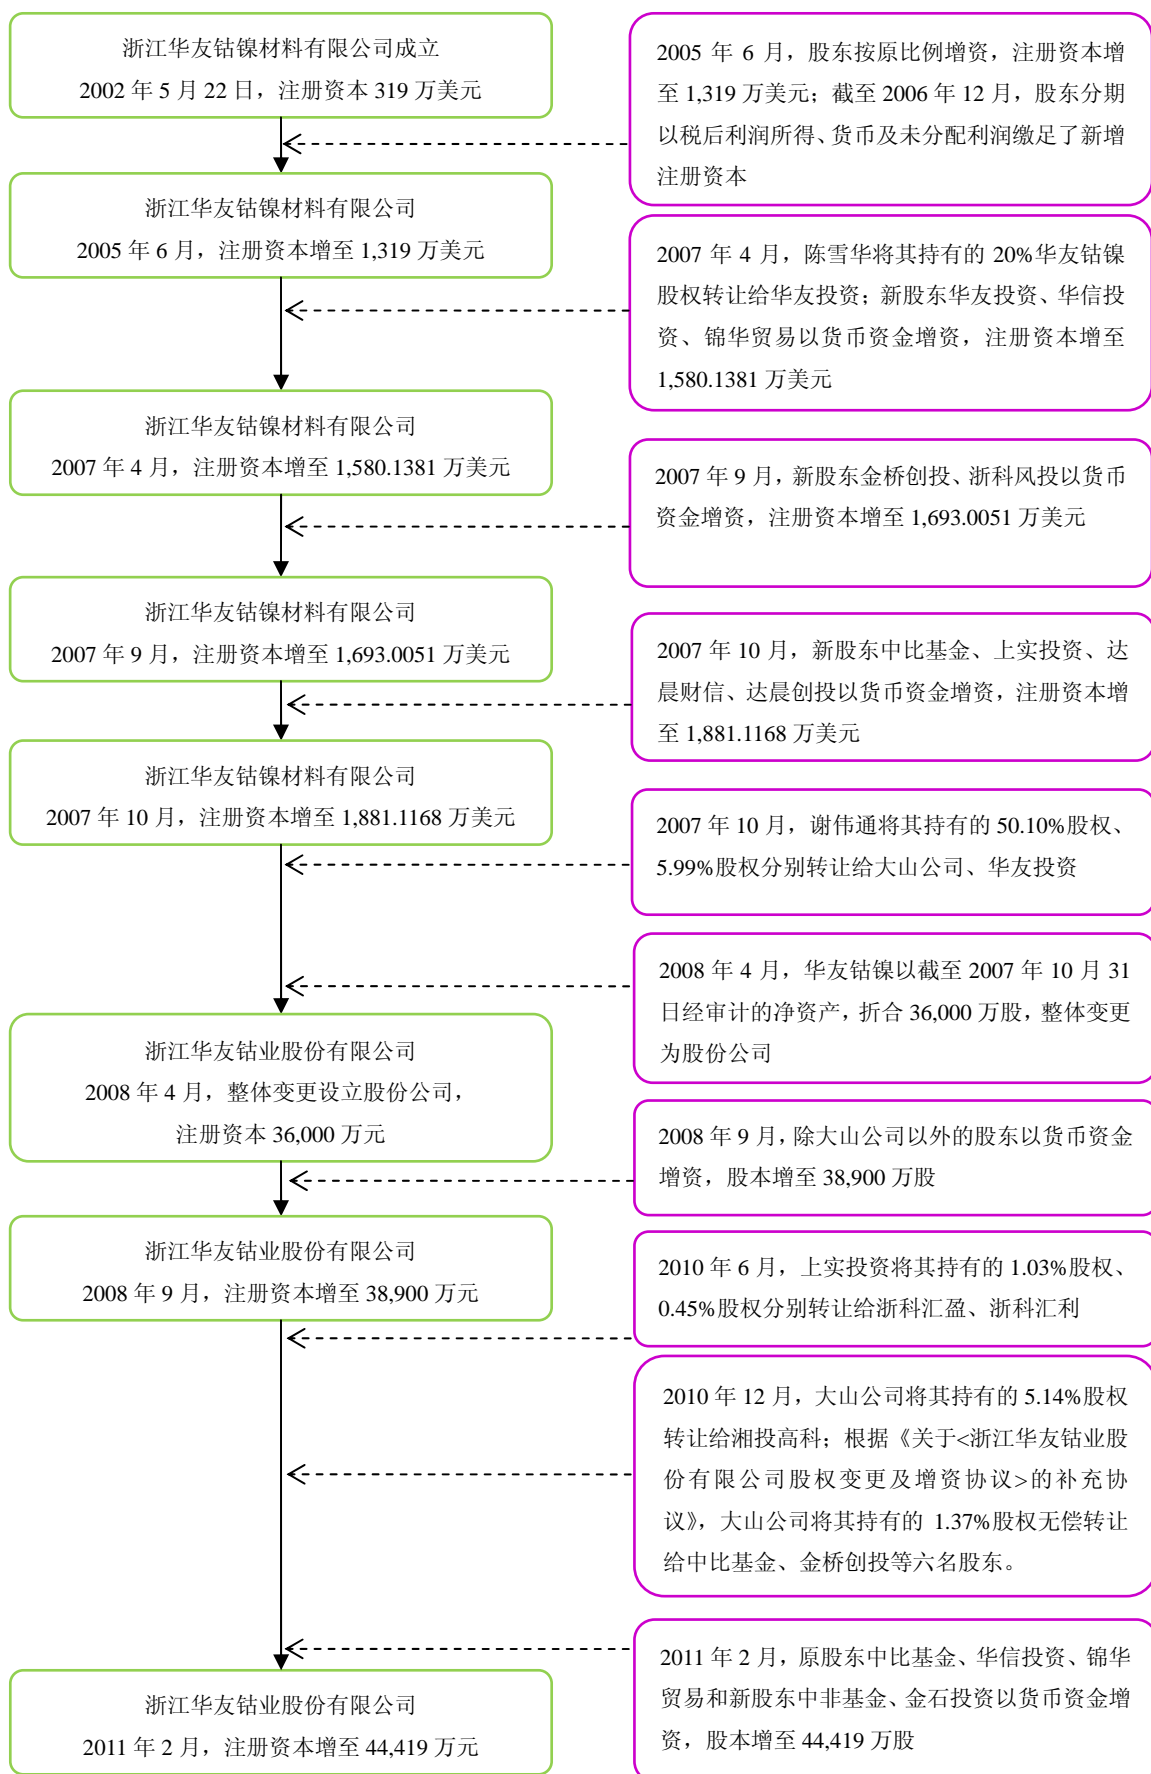 浙江华友钴镍材料有限公司成立
2002 年 5 月 22 日，注册资本 319 万美元
2005 年 6 月，股东按原比例增资，注册资本增
至 1,319 万美元；截至 2006 年 12 月，股东分期
以税后利润所得、货币及未分配利润缴足了新增
注册资本
浙江华友钴镍材料有限公司
2005 年 6 月，注册资本增至 1,319 万美元
2007 年 4 月，陈雪华将其持有的 20%华友钴镍
股权转让给华友投资；新股东华友投资、华信投
资、锦华贸易以货币资金增资，注册资本增至
1,580.1381 万美元
浙江华友钴镍材料有限公司
2007 年 4 月，注册资本增至 1,580.1381 万美元
2007 年 9 月，新股东金桥创投、浙科风投以货币
资金增资，注册资本增至 1,693.0051 万美元
浙江华友钴镍材料有限公司
2007 年 9 月，注册资本增至 1,693.0051 万美元
2007 年 10 月，新股东中比基金、上实投资、达
晨财信、达晨创投以货币资金增资，注册资本增
至 1,881.1168 万美元
浙江华友钴镍材料有限公司
2007 年 10 月，注册资本增至 1,881.1168 万美元
2007 年 10 月，谢伟通将其持有的 50.10%股权、
5.99%股权分别转让给大山公司、华友投资
2008 年 4 月，华友钴镍以截至 2007 年 10 月 31
日经审计的净资产，折合 36,000 万股，整体变更
为股份公司
浙江华友钴业股份有限公司
2008 年 4 月，整体变更设立股份公司，
注册资本 36,000 万元
2008 年 9 月，除大山公司以外的股东以货币资金
增资，股本增至 38,900 万股
浙江华友钴业股份有限公司
2008 年 9 月，注册资本增至 38,900 万元
2010 年 6 月，上实投资将其持有的 1.03%股权、
0.45%股权分别转让给浙科汇盈、浙科汇利
2010 年 12 月，大山公司将其持有的 5.14%股权
转让给湘投高科；根据《关于<浙江华友钴业股
份有限公司股权变更及增资协议>的补充协
议》，大山公司将其持有的 1.37%股权无偿转让
给中比基金、金桥创投等六名股东。
2011 年 2 月，原股东中比基金、华信投资、锦华
贸易和新股东中非基金、金石投资以货币资金增
资，股本增至 44,419 万股
浙江华友钴业股份有限公司
2011 年 2 月，注册资本增至 44,419 万元